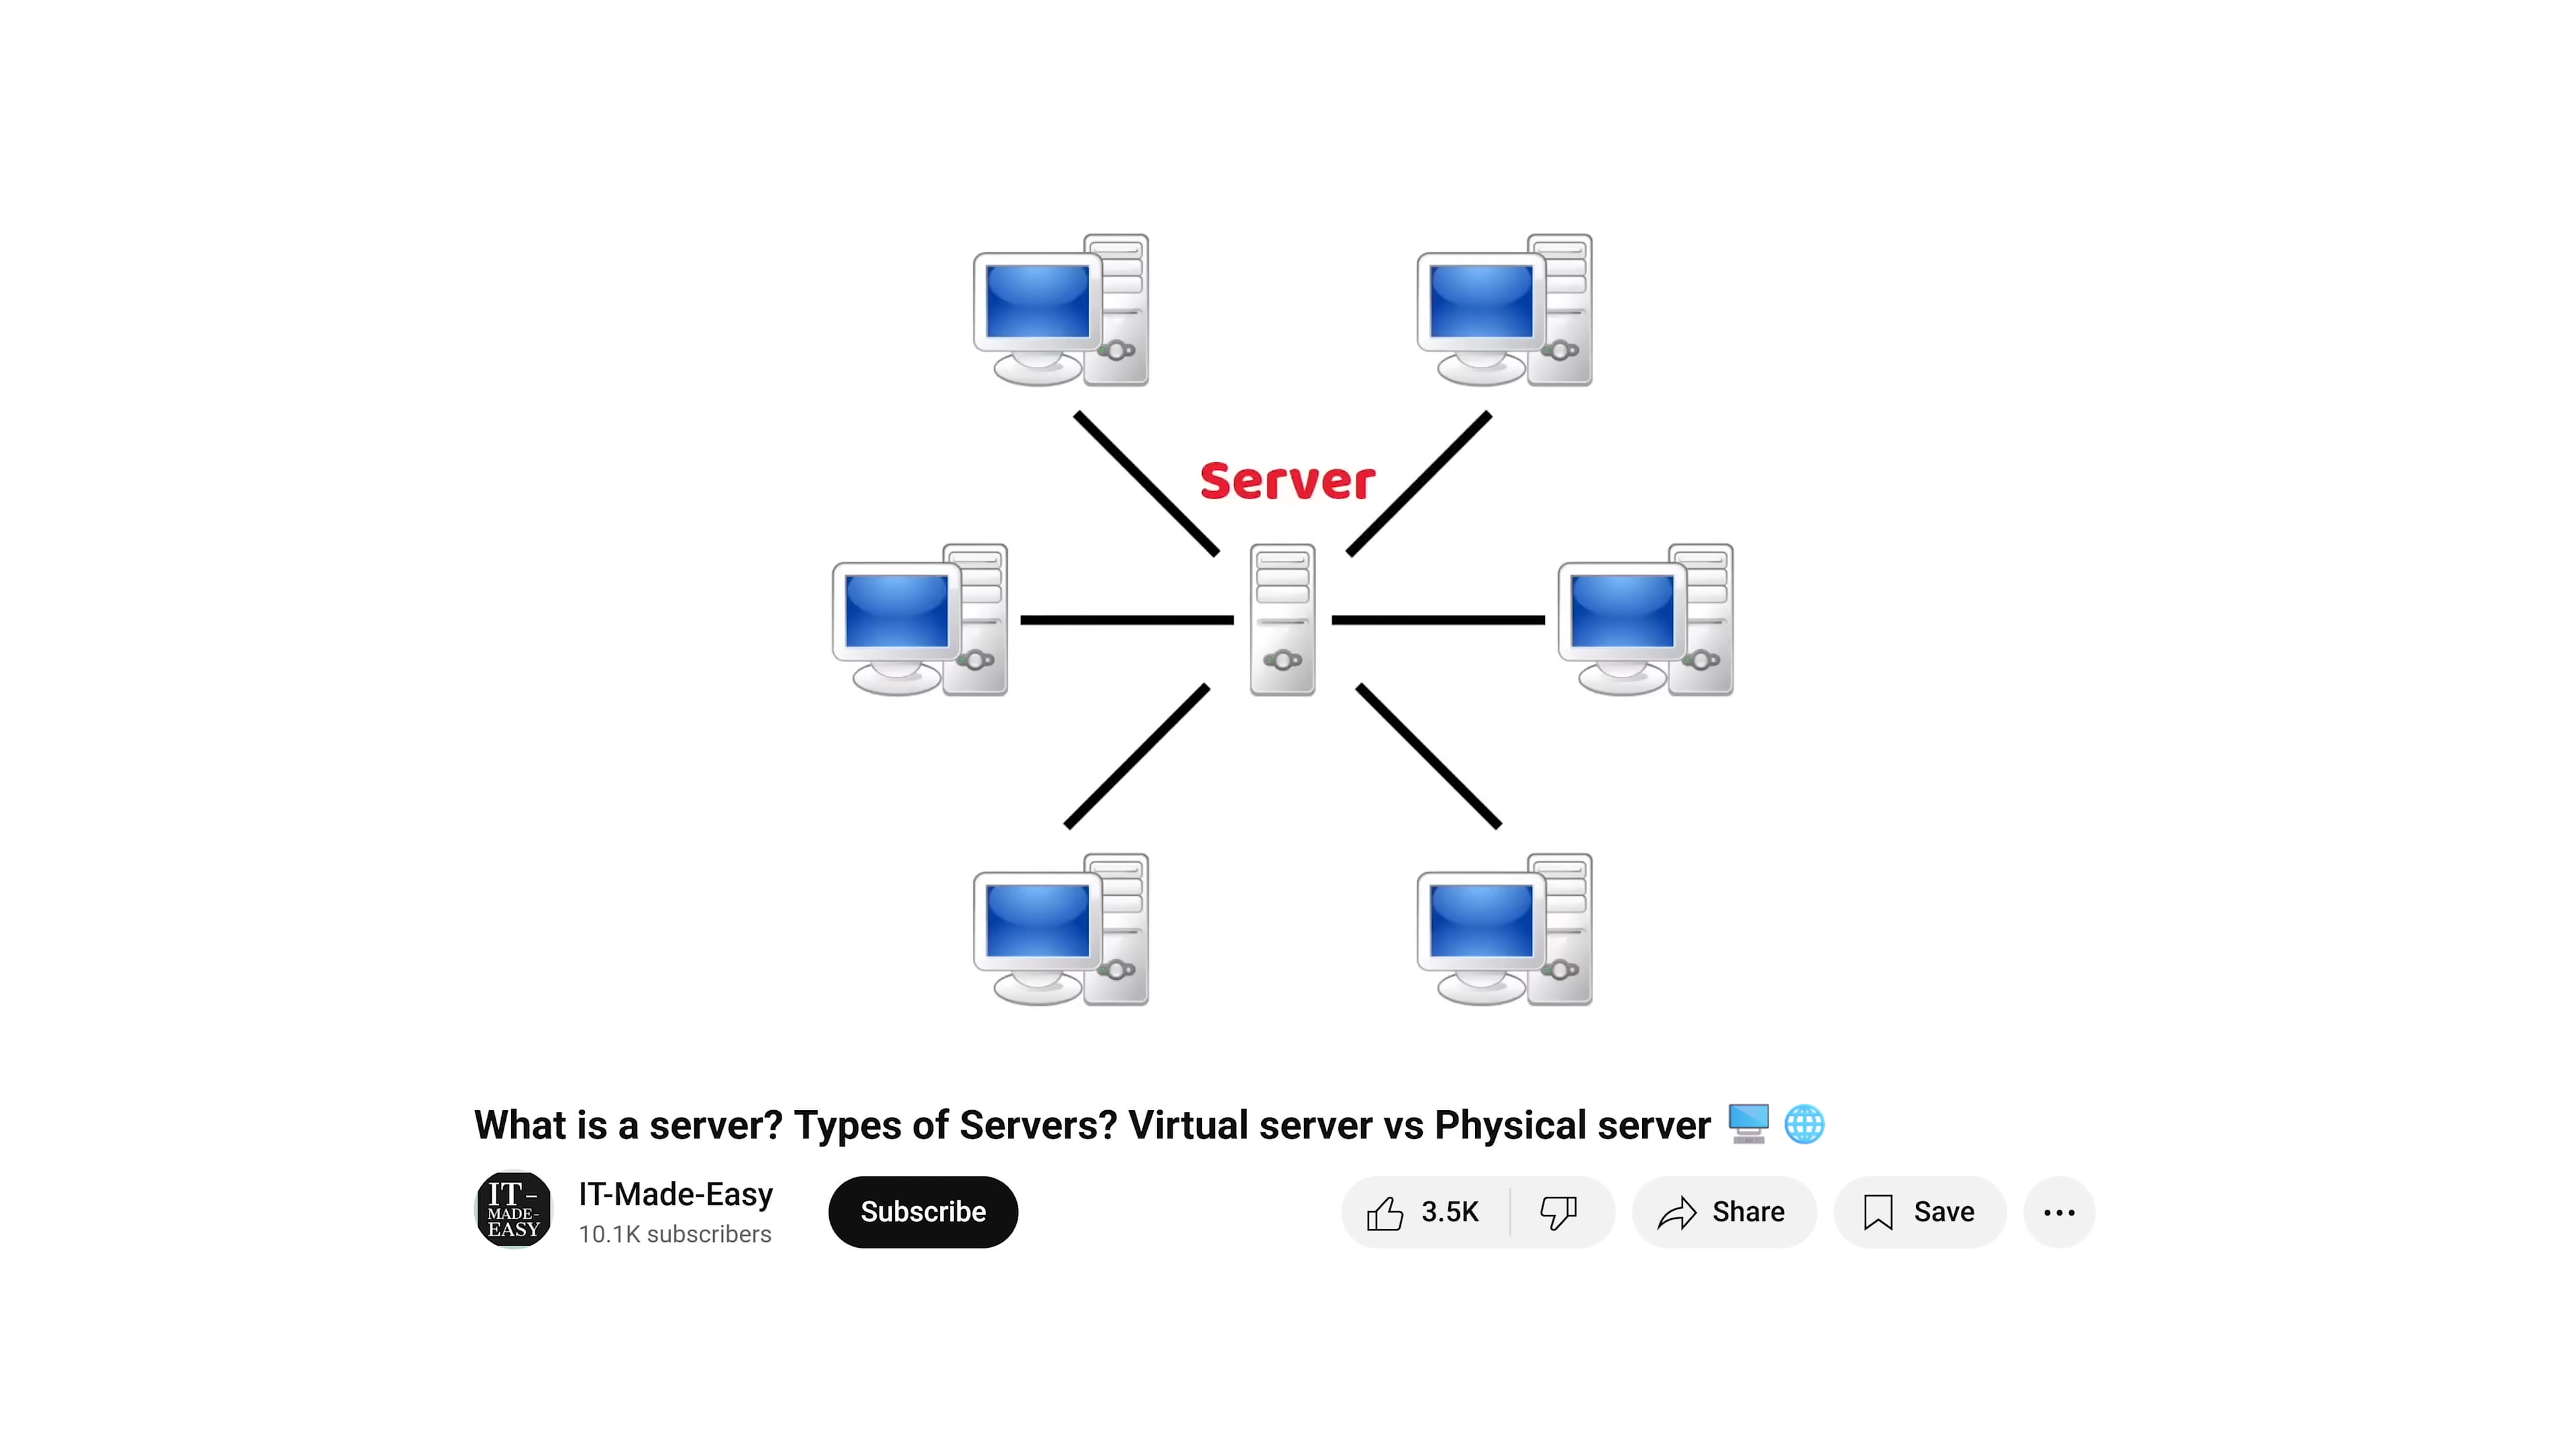 Server
What is a server? Types of Servers? Virtual server vs Physical server 🖥️ 🌐
IT-
MADE-
EASY
IT-Made-Easy
10.1K subscribers
Subscribe
3.5K
Share
Save